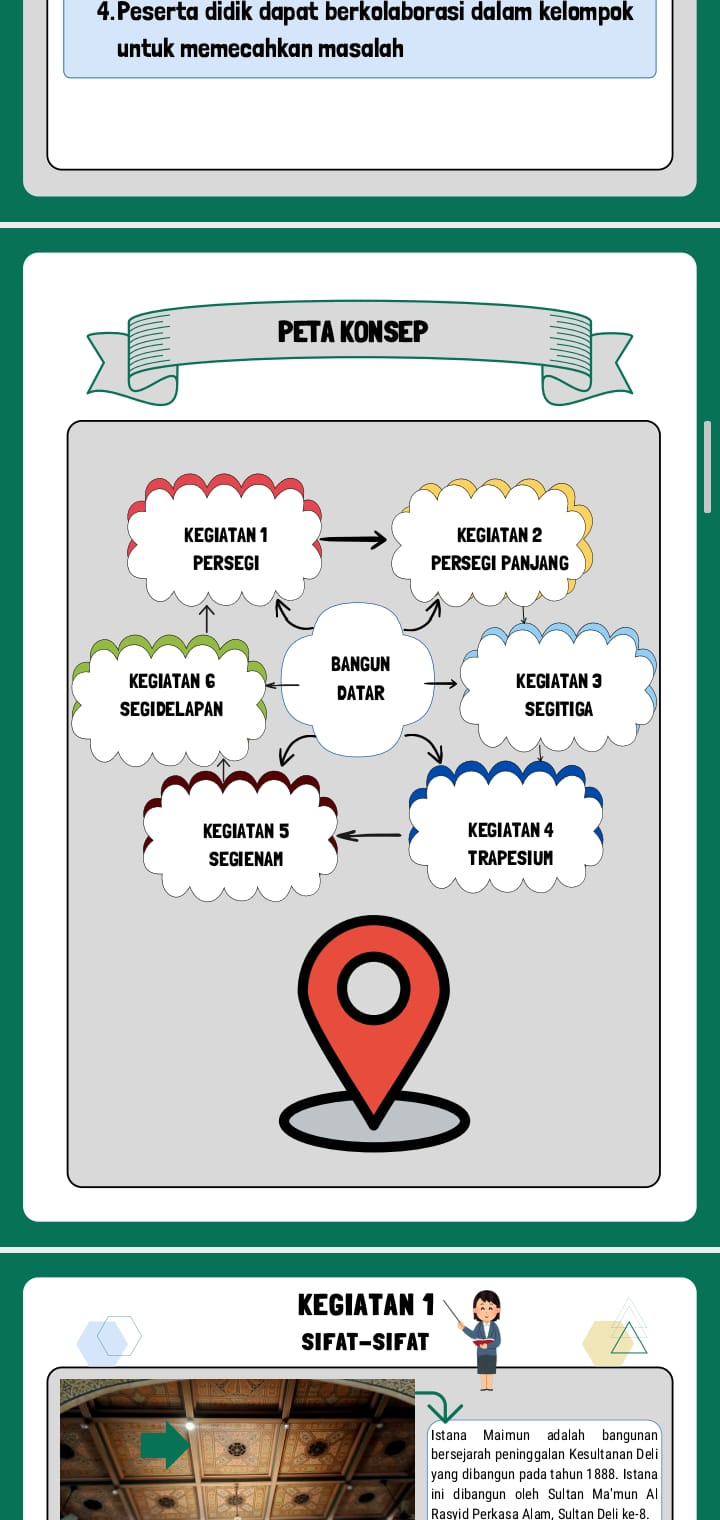 4.Peserta didik dapat berkolaborasi dalam kelompok
untuk memecahkan masalah
PETA KONSEP
KEGIATAN 1
PERSEGI
KEGIATAN 2
PERSEGI PANJANG
BANGUN
DATAR
KEGIATAN 6
SEGIDELAPAN
KEGIATAN 3
SEGITIGA
KEGIATAN 5
SEGIENAM
KEGIATAN 4
TRAPESIUM
KEGIATAN 1
SIFAT-SIFAT
Istana Maimun adalah bangunan
bersejarah peninggalan Kesultanan Deli
yang dibangun pada tahun 1888. Istana
ini dibangun oleh Sultan Ma'mun Al
Rasyid Perkasa Alam, Sultan Deli ke-8.